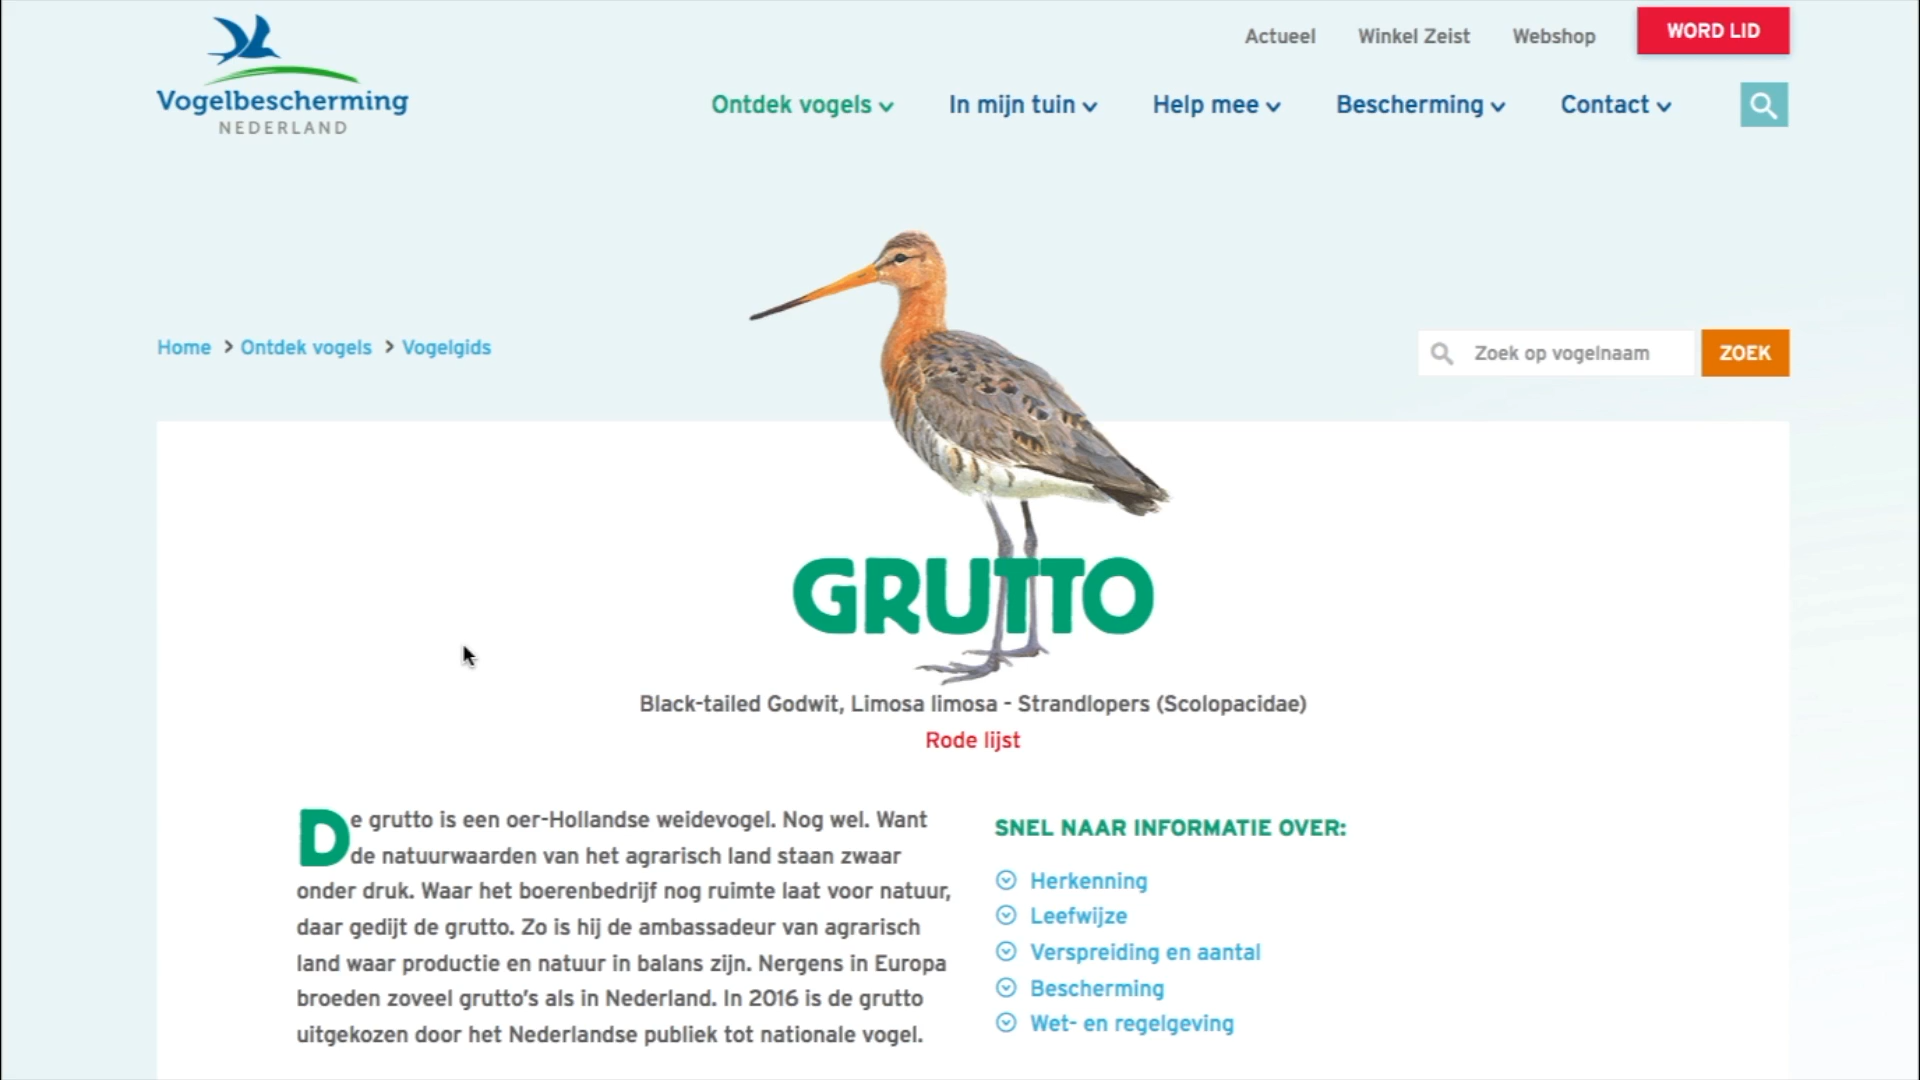 Actueel
Winkel Zeist
Webshop
WORD LID
Vogelbescherming
NEDERLAND
Ontdek vogels
In mijn tuin
Help mee
Bescherming
Contact
Home > Ontdek vogels > Vogelgids
Zoek op vogelnaam
ZOEK
GRUTTO
Black-tailed Godwit, Limosa limosa - Strandlopers (Scolopacidae)
Rode lijst
De grutto is een oer-Hollandse weidevogel. Nog wel. Want
de natuurwaarden van het agrarisch land staan zwaar
onder druk. Waar het boerenbedrijf nog ruimte laat voor natuur,
daar gedijt de grutto. Zo is hij de ambassadeur van agrarisch
land waar productie en natuur in balans zijn. Nergens in Europa
broeden zoveel grutto's als in Nederland. In 2016 is de grutto
uitgekozen door het Nederlandse publiek tot nationale vogel.
SNEL NAAR INFORMATIE OVER:
Herkenning
Leefwijze
Verspreiding en aantal
Bescherming
Wet- en regelgeving